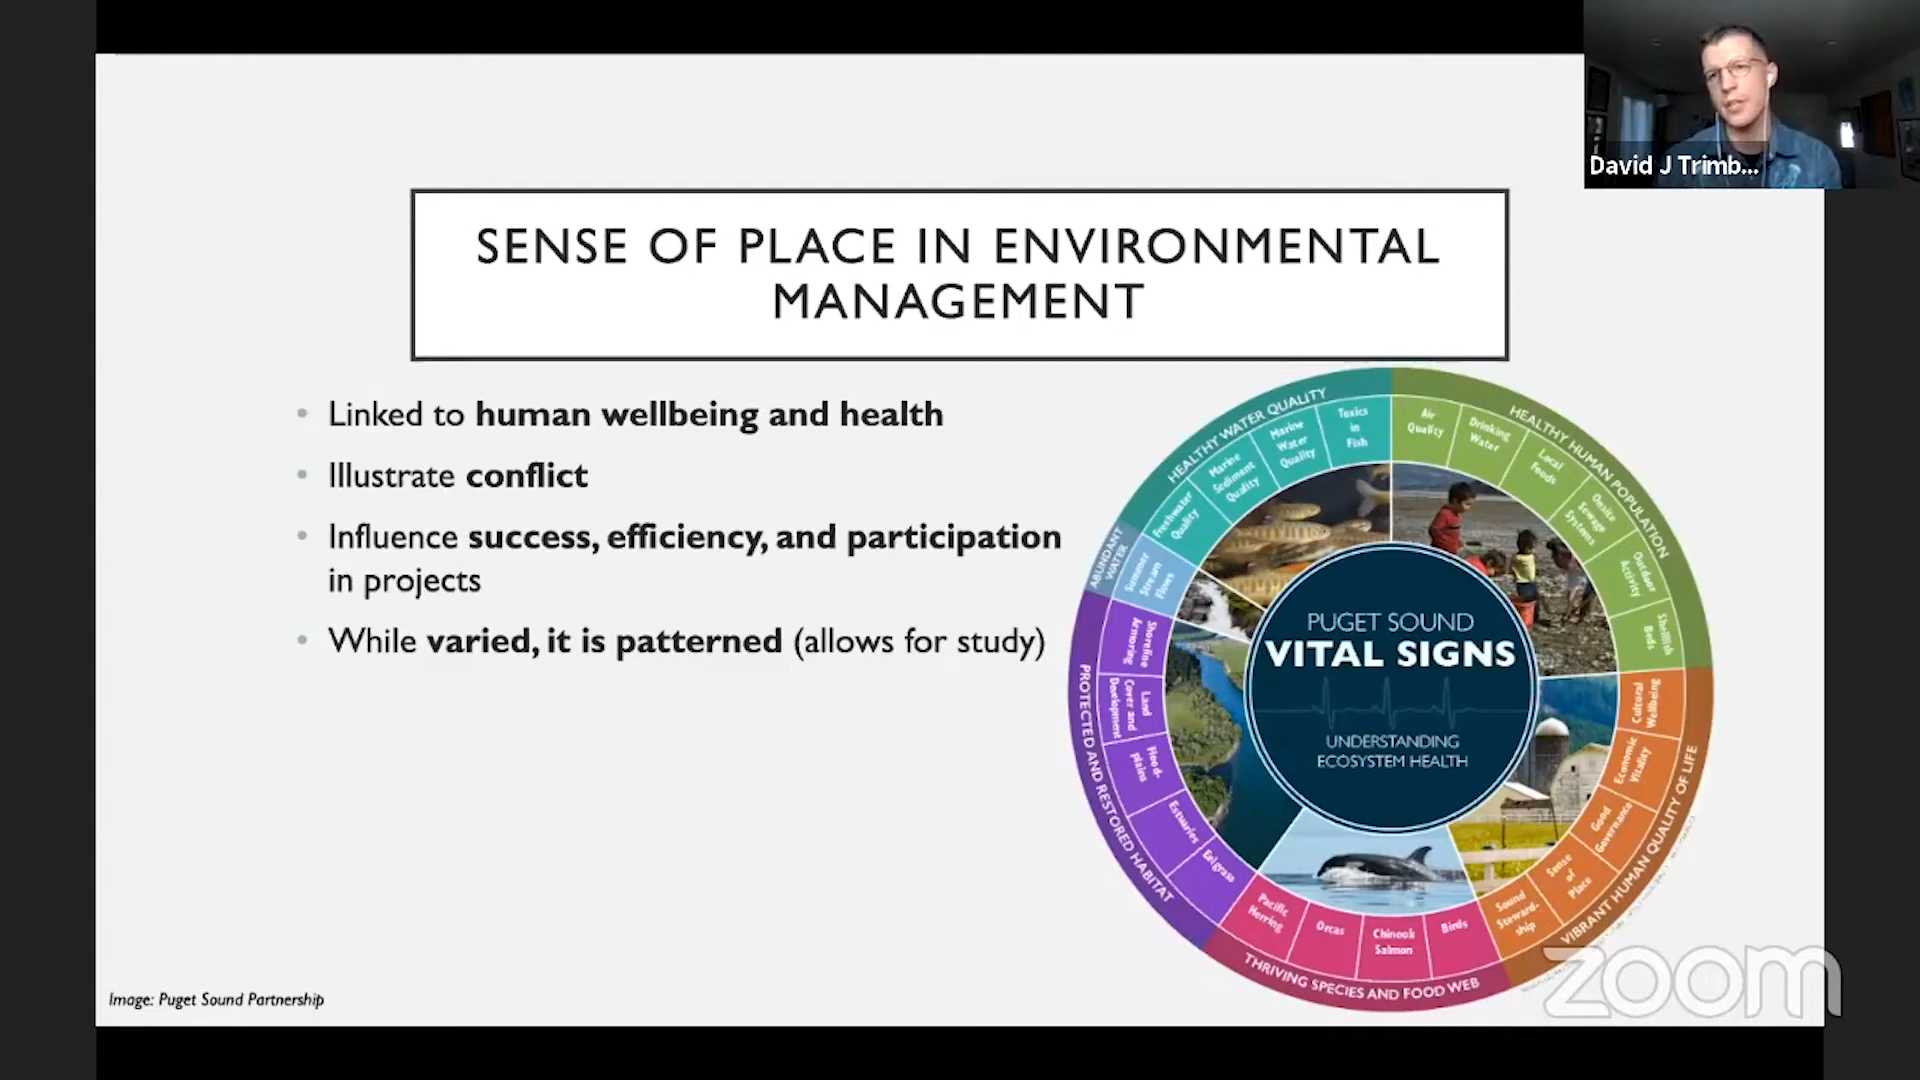 David J Trimb...
SENSE OF PLACE IN ENVIRONMENTAL
MANAGEMENT
• Linked to human wellbeing and health
• Illustrate conflict
• Influence success, efficiency, and participation
in projects
• While varied, it is patterned (allows for study)
HEALTHY WATER QUALITY
Freshwater
Quality
Marine
Sediment
Quality
Marine
Water
Quality
Toxics
in
Fish
HEALTHY HUMAN POPULATION
Air
Quality
Drinking
Water
Local
Foods
Onsite
Sewage
Systems
Outdoor
Activity
Shellfish
Beds
VIBRANT HUMAN QUALITY OF LIFE
Cultural
Wellbeing
Economic
Vitality
Good
Governance
Sense
of
Place
Sound
Steward-
ship
THRIVING SPECIES AND FOOD WEB
Birds
Chinook
Salmon
Orcas
Pacific
Herring
PROTECTED AND RESTORED HABITAT
Eelgrass
Estuaries
Flood-
plains
Land
Cover and
Development
Shoreline
Armoring
ABUNDANT
WATER
Summer
Stream
Flows
PUGET SOUND
VITAL SIGNS
UNDERSTANDING
ECOSYSTEM HEALTH
Image: Puget Sound Partnership
zoom